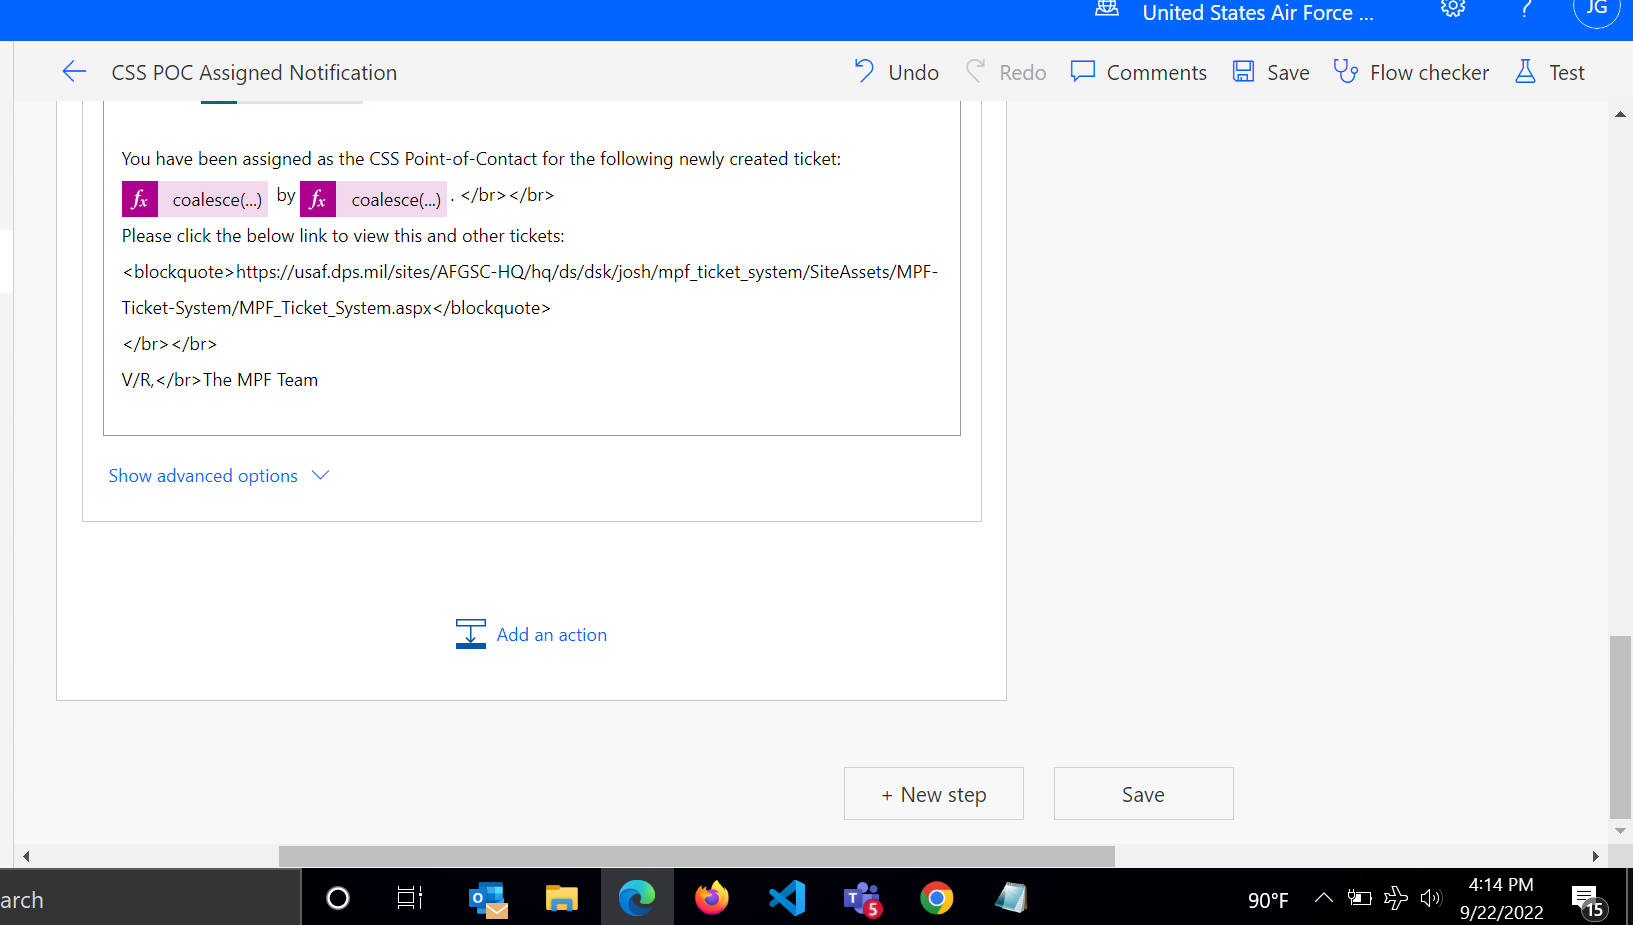 United States Air Force ...
JG
CSS POC Assigned Notification
Undo
Redo
Comments
Save
Flow checker
Test
You have been assigned as the CSS Point-of-Contact for the following newly created ticket:
fx coalesce(...) by fx coalesce(...) . </br></br>
Please click the below link to view this and other tickets:
<blockquote>https://usaf.dps.mil/sites/AFGSC-HQ/hq/ds/dsk/josh/mpf_ticket_system/SiteAssets/MPF-
Ticket-System/MPF_Ticket_System.aspx</blockquote>
</br></br>
V/R,</br>The MPF Team
Show advanced options
Add an action
+ New step
Save
arch
5
90°F
4:14 PM
9/22/2022
15